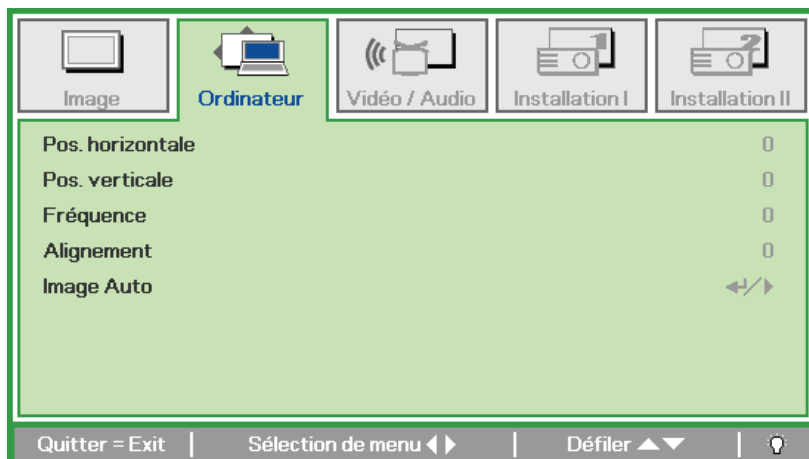 Image Ordinateur Vidéo / Audio Installation I Installation II
Pos. horizontale 0
Pos. verticale 0
Fréquence 0
Alignement 0
Image Auto
Quitter = Exit Sélection de menu Défiler